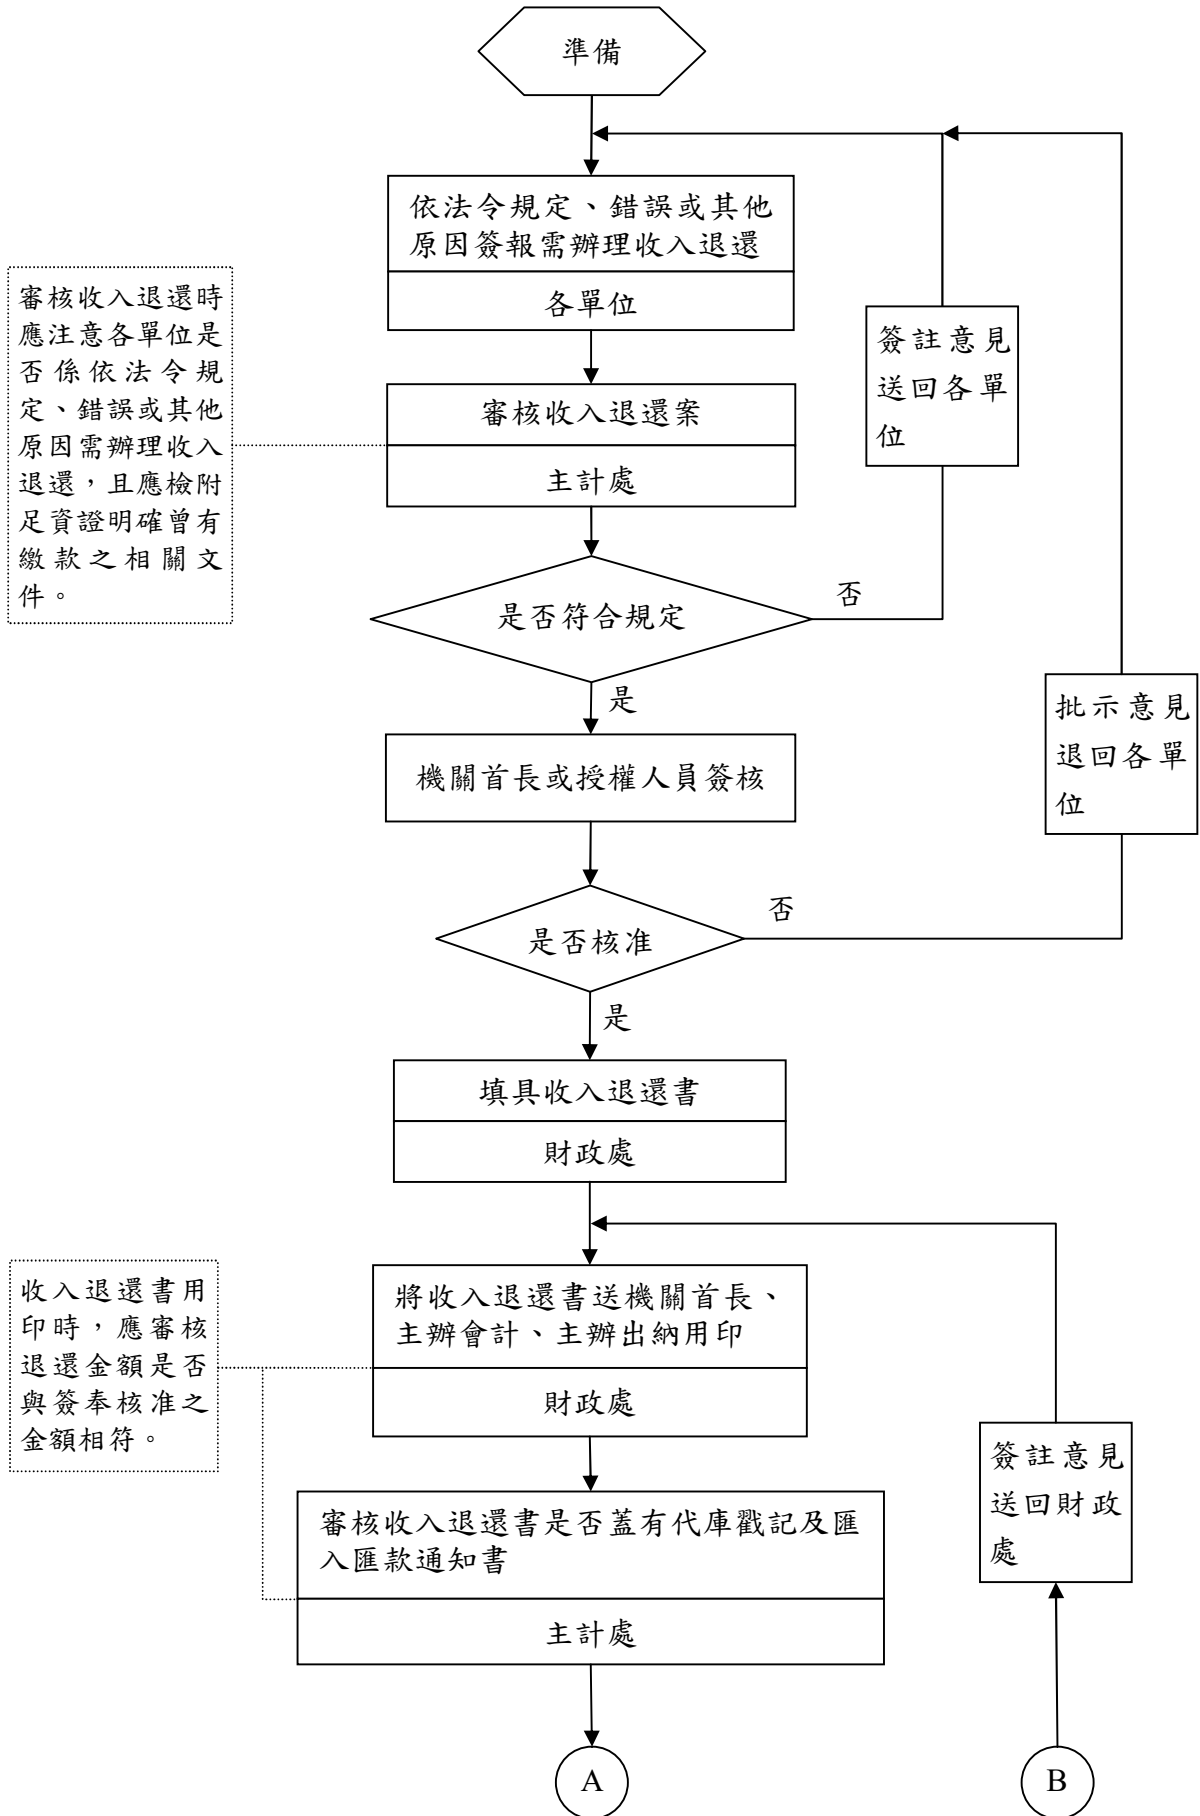 準備
依法令規定、錯誤或其他
原因簽報需辦理收入退還
各單位
審核收入退還時
應注意各單位是
否係依法令規
定、錯誤或其他
原因需辦理收入
退還，且應檢附
足資證明確曾有
繳款之相關文
件。
簽註意見
送回各單
位
審核收入退還案
主計處
是否符合規定
否
是
批示意見
退回各單
位
機關首長或授權人員簽核
是否核准
否
是
填具收入退還書
財政處
收入退還書用
印時，應審核
退還金額是否
與簽奉核准之
金額相符。
將收入退還書送機關首長、
主辦會計、主辦出納用印
財政處
簽註意見
送回財政
處
審核收入退還書是否蓋有代庫戳記及匯
入匯款通知書
主計處
A
B